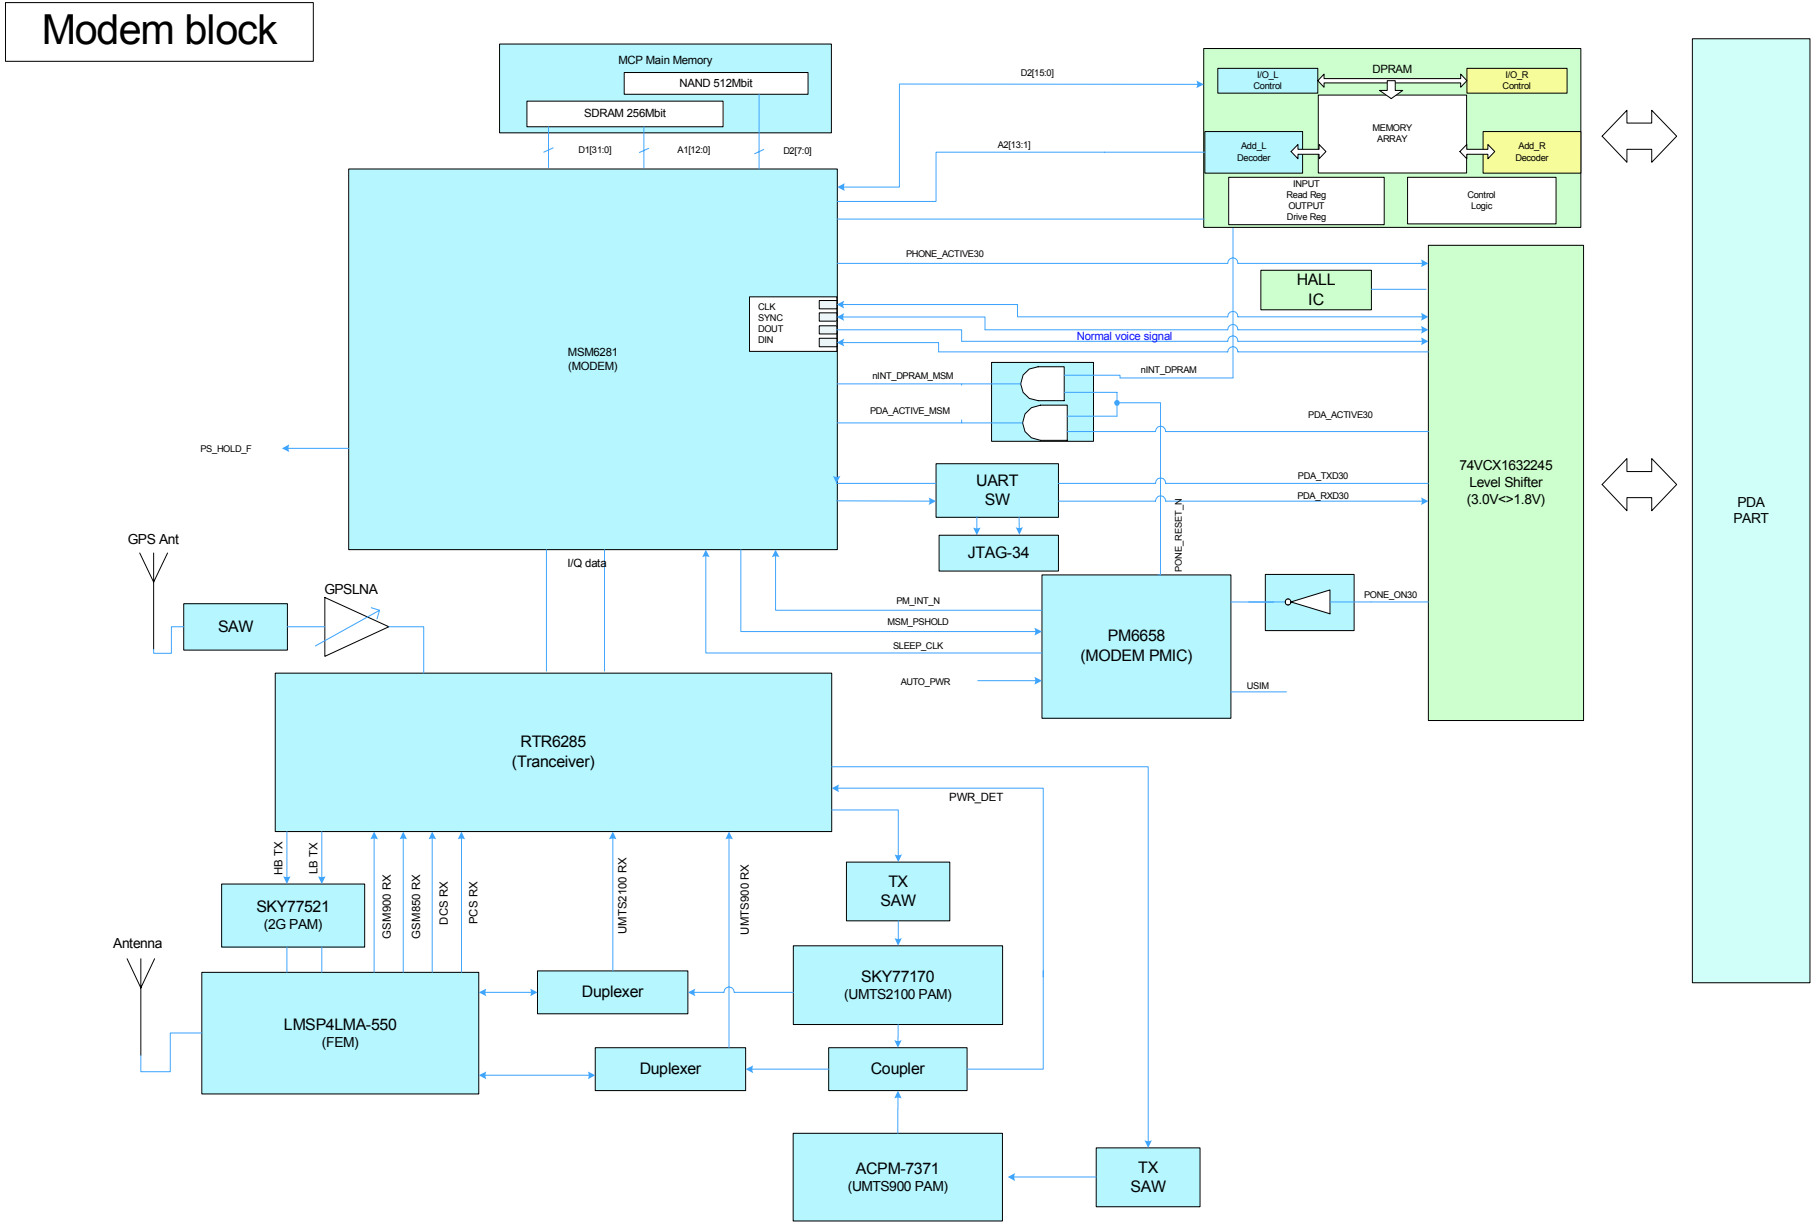 Modem block
MCP Main Memory
NAND 512Mbit
SDRAM 256Mbit
D1[31:0]
A1[12:0]
D2[7:0]
D2[15:0]
A2[13:1]
DPRAM
I/O_L
Control
I/O_R
Control
MEMORY
ARRAY
Add_L
Decoder
Add_R
Decoder
INPUT
Read Reg
OUTPUT
Drive Reg
Control
Logic
PHONE_ACTIVE30
HALL
IC
CLK
SYNC
DOUT
DIN
Normal voice signal
MSM6281
(MODEM)
nINT_DPRAM_MSM
nINT_DPRAM
PDA_ACTIVE_MSM
PDA_ACTIVE30
PS_HOLD_F
UART
SW
PDA_TXD30
PDA_RXD30
74VCX1632245
Level Shifter
(3.0V<>1.8V)
PDA
PART
JTAG-34
PONE_RESET_N
GPS Ant
I/Q data
GPSLNA
SAW
PM_INT_N
MSM_PSHOLD
SLEEP_CLK
AUTO_PWR
PM6658
(MODEM PMIC)
PONE_ON30
USIM
RTR6285
(Tranceiver)
PWR_DET
HB TX
LB TX
GSM900 RX
GSM850 RX
DCS RX
PCS RX
UMTS2100 RX
UMTS900 RX
TX
SAW
SKY77521
(2G PAM)
Antenna
SKY77170
(UMTS2100 PAM)
Duplexer
LMSP4LMA-550
(FEM)
Duplexer
Coupler
ACPM-7371
(UMTS900 PAM)
TX
SAW